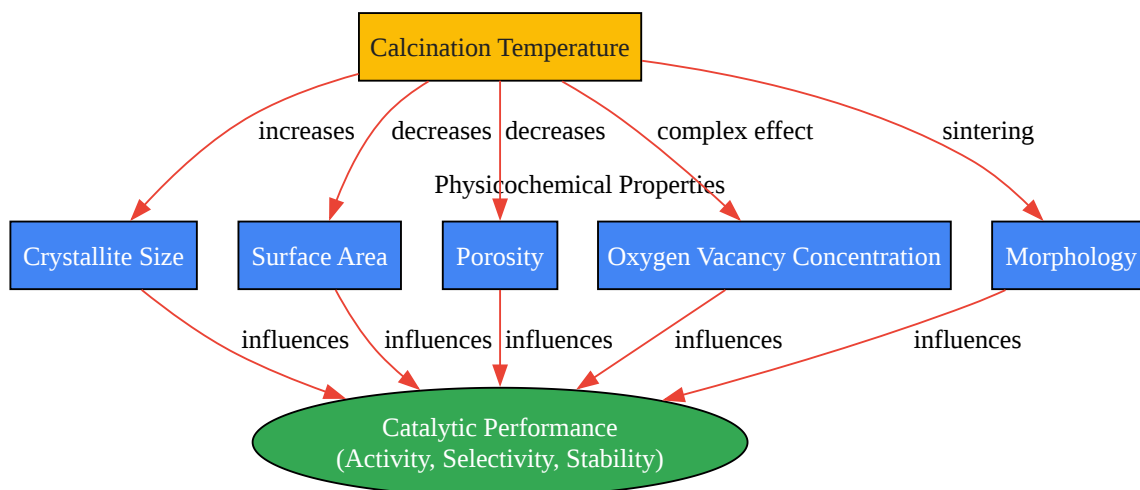 Calcination Temperature
increases
decreases
decreases
complex effect
sintering
Physicochemical Properties
Crystallite Size
Surface Area
Porosity
Oxygen Vacancy Concentration
Morphology
influences
influences
influences
influences
influences
Catalytic Performance
(Activity, Selectivity, Stability)